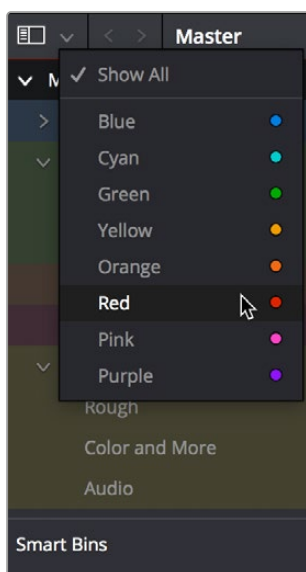 Master
M
Show All
Blue
Cyan
Green
Yellow
Orange
Red
Pink
Purple
Rough
Color and More
Audio
Smart Bins